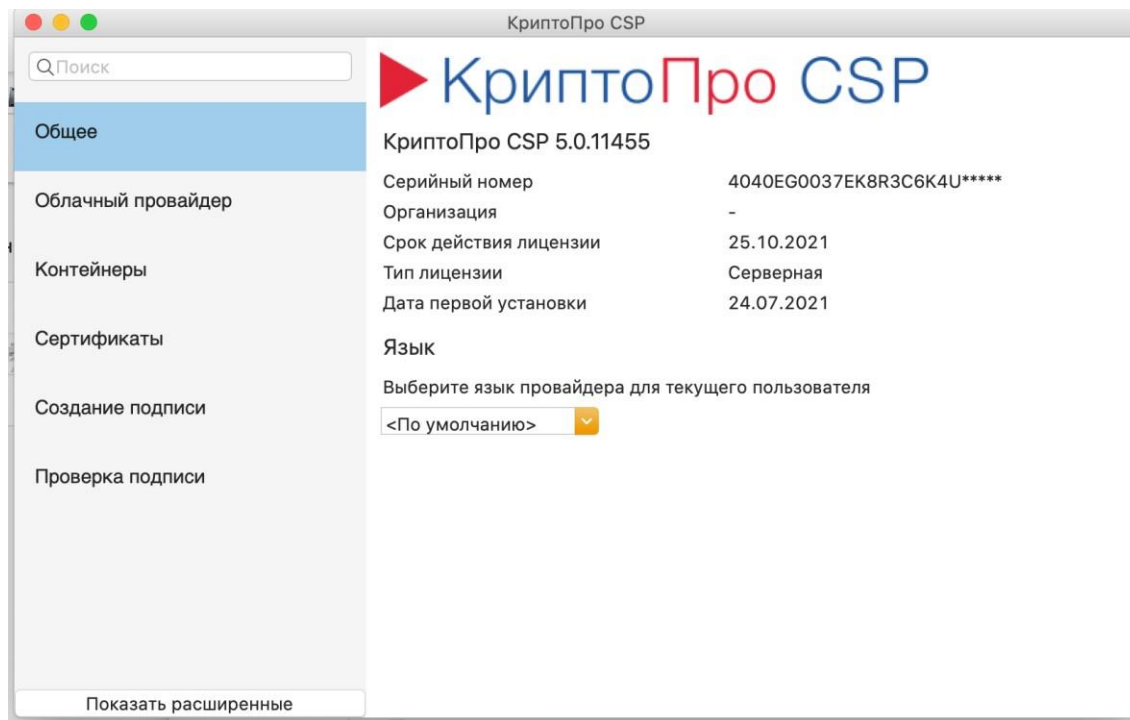 КриптоПро CSP
Поиск
Общее
Облачный провайдер
Контейнеры
Сертификаты
Создание подписи
Проверка подписи
Показать расширенные
КриптоПро CSP
КриптоПро CSP 5.0.11455
Серийный номер 4040EG0037EK8R3C6K4U*****
Организация -
Срок действия лицензии 25.10.2021
Тип лицензии Серверная
Дата первой установки 24.07.2021
Язык
Выберите язык провайдера для текущего пользователя
<По умолчанию>